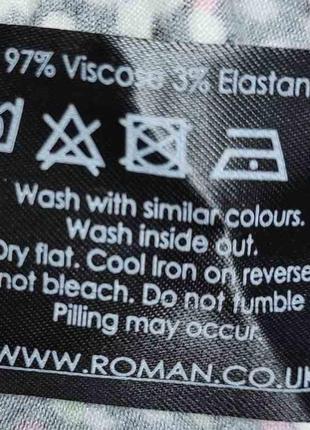 97% Viscose 3% Elastan
Wash with similar colours.
Wash inside out.
Dry flat. Cool Iron on reverse
not bleach. Do not tumble
Pilling may occur.
WWW.ROMAN.CO.UK